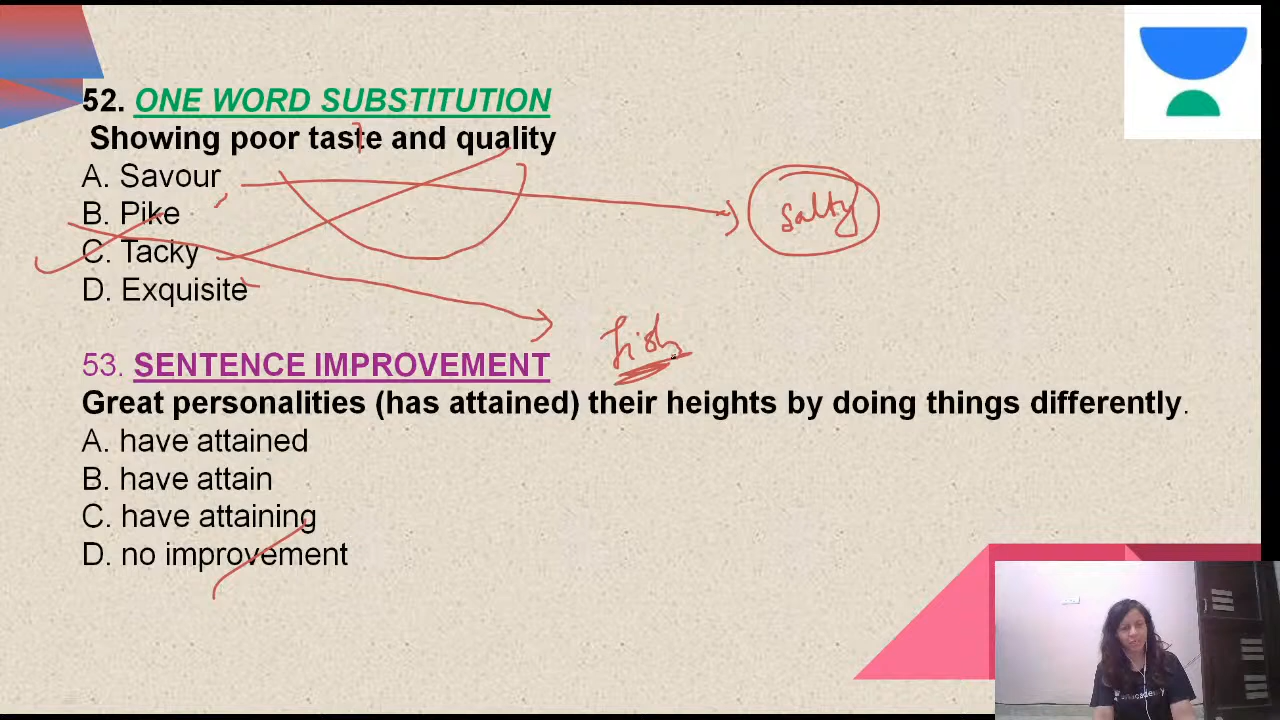 52. ONE WORD SUBSTITUTION
Showing poor taste and quality
A. Savour
B. Pike
C. Tacky
D. Exquisite
salty
fish
53. SENTENCE IMPROVEMENT
Great personalities (has attained) their heights by doing things differently.
A. have attained
B. have attain
C. have attaining
D. no improvement